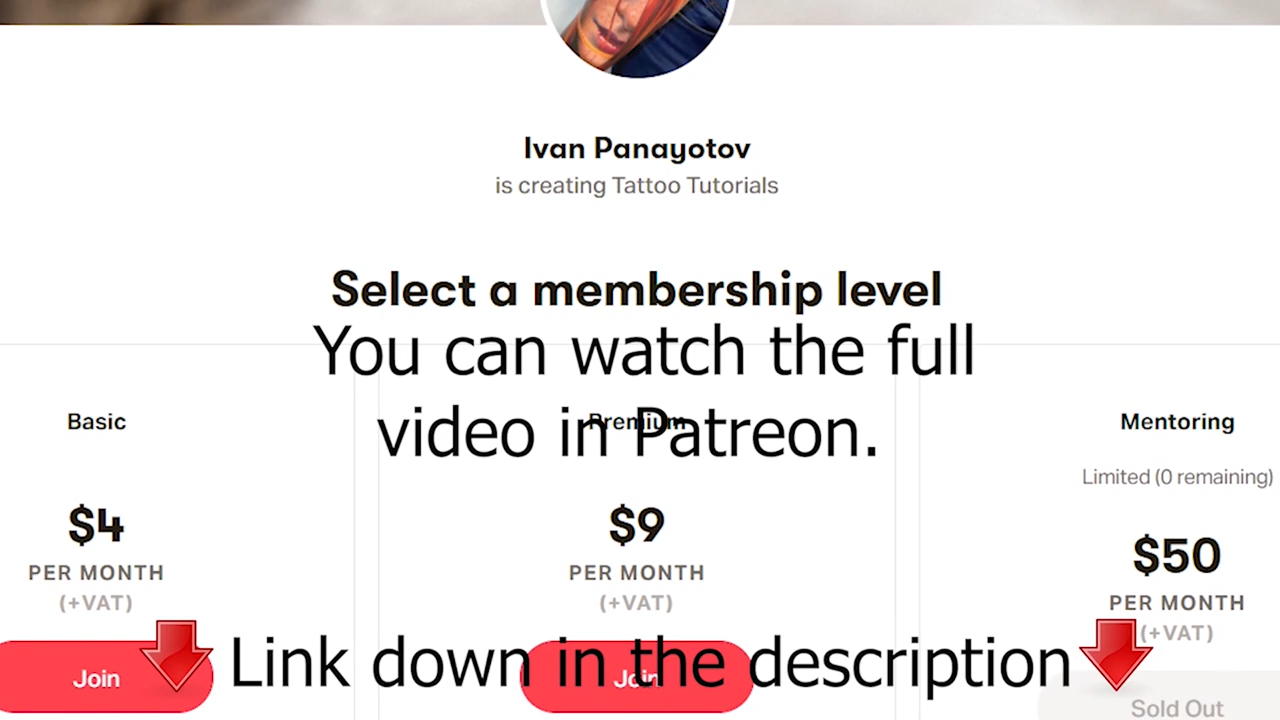 Ivan Panayotov
is creating Tattoo Tutorials
Select a membership level
You can watch the full
video in Patreon.
Basic
Premium
Mentoring
Limited (0 remaining)
$4
PER MONTH
(+VAT)
$9
PER MONTH
(+VAT)
$50
PER MONTH
(+VAT)
Join
Join
Link down in the description
Sold Out